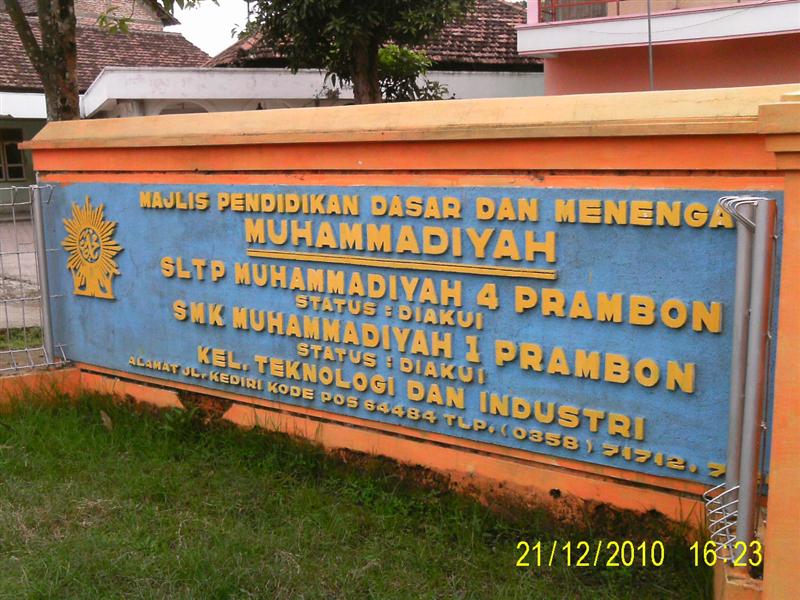 MAJLIS PENDIDIKAN DASAR DAN MENENGA
MUHAMMADIYAH
SLTP MUHAMMADIYAH 4 PRAMBON
STATUS : DIAKUI
SMK MUHAMMADIYAH 1 PRAMBON
STATUS : DIAKUI
KEL. TEKNOLOGI DAN INDUSTRI
ALAMAT JL. KEDIRI KODE POS 64484 TLP. (0358) 71712, 7
21/12/2010 16:23